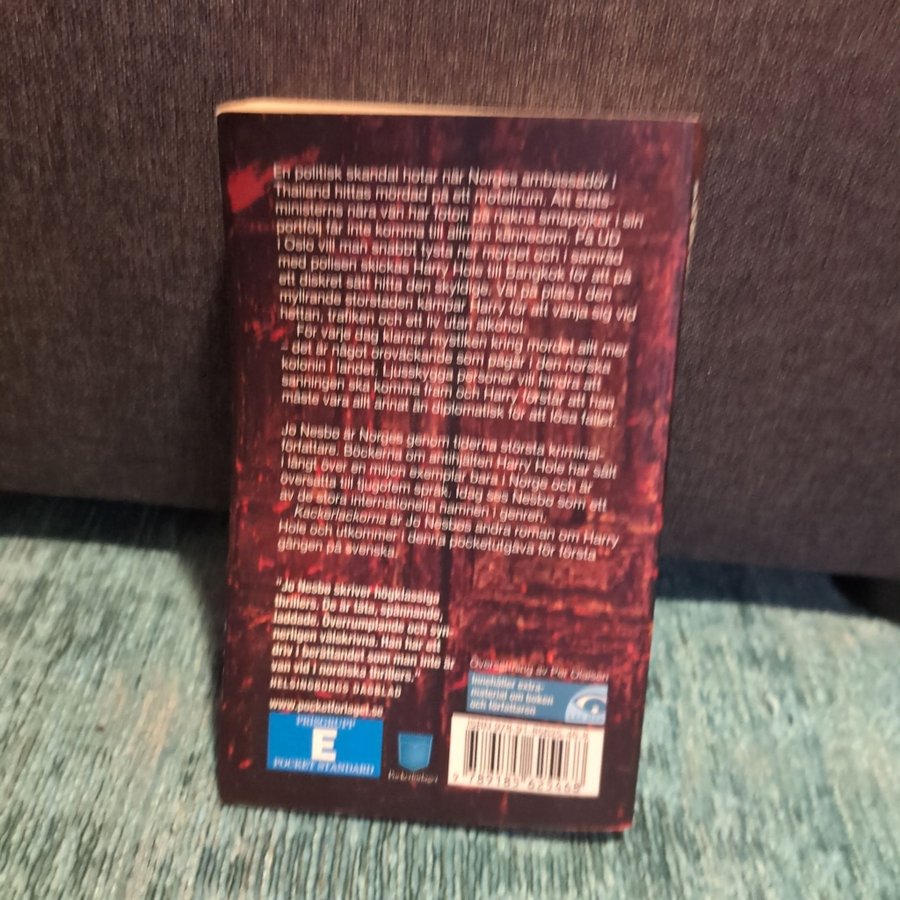 En politisk skandal hotar när Norges ambassadör i
Thailand hittas mördad på ett hotellrum. Att stats-
ministerns nära vän har foton på nakna småpojkar i sin
portfölj får inte komma till allmän kännedom. På UD
i Oslo vill man snabbt tysta ner mordet och i samråd
med polisen skickas Harry Hole till Bangkok för att på
ett diskret sätt hitta den skyldige. Väl på plats i den
myllrande storstaden kämpar Harry för att vänja sig vid
hettan, trafiken och ett liv utan alkohol.
För varje dag tätnar mystiken kring mordet allt mer
– det är något oroväckande som pågår i den norska
kolonin i landet. Ljusskygga personer vill hindra att
sanningen ska komma fram och Harry förstår att han
måste vara allt annat än diplomatisk för att lösa fallet.
Jo Nesbø är Norges genom tiderna största kriminal-
författare. Böckerna om antihjälten Harry Hole har sålt
i långt över en miljon exemplar bara i Norge och är
översatta till tjugofem språk. Idag ses Nesbø som ett
av de stora internationella namnen i genren.
Kackerlackorna är Jo Nesbøs andra roman om Harry
Hole och utkommer i denna pocketutgåva för första
gången på svenska.
"Jo Nesbø skriver högklassiga
thrillers. De är täta, spännande,
laddade. Överrumplande och syn-
nerligen välskrivna. Han har ett
driv i berättandet som man inte är
van vid i nordiska thrillers."
HELSINGBORGS DAGBLAD
www.pocketforlaget.se
Översättning av Per Olaisen
Innehåller extra-
material om boken
och författaren
PRISGRUPP
E
POCKET STANDARD
Pocketförlaget
9 789185 625468